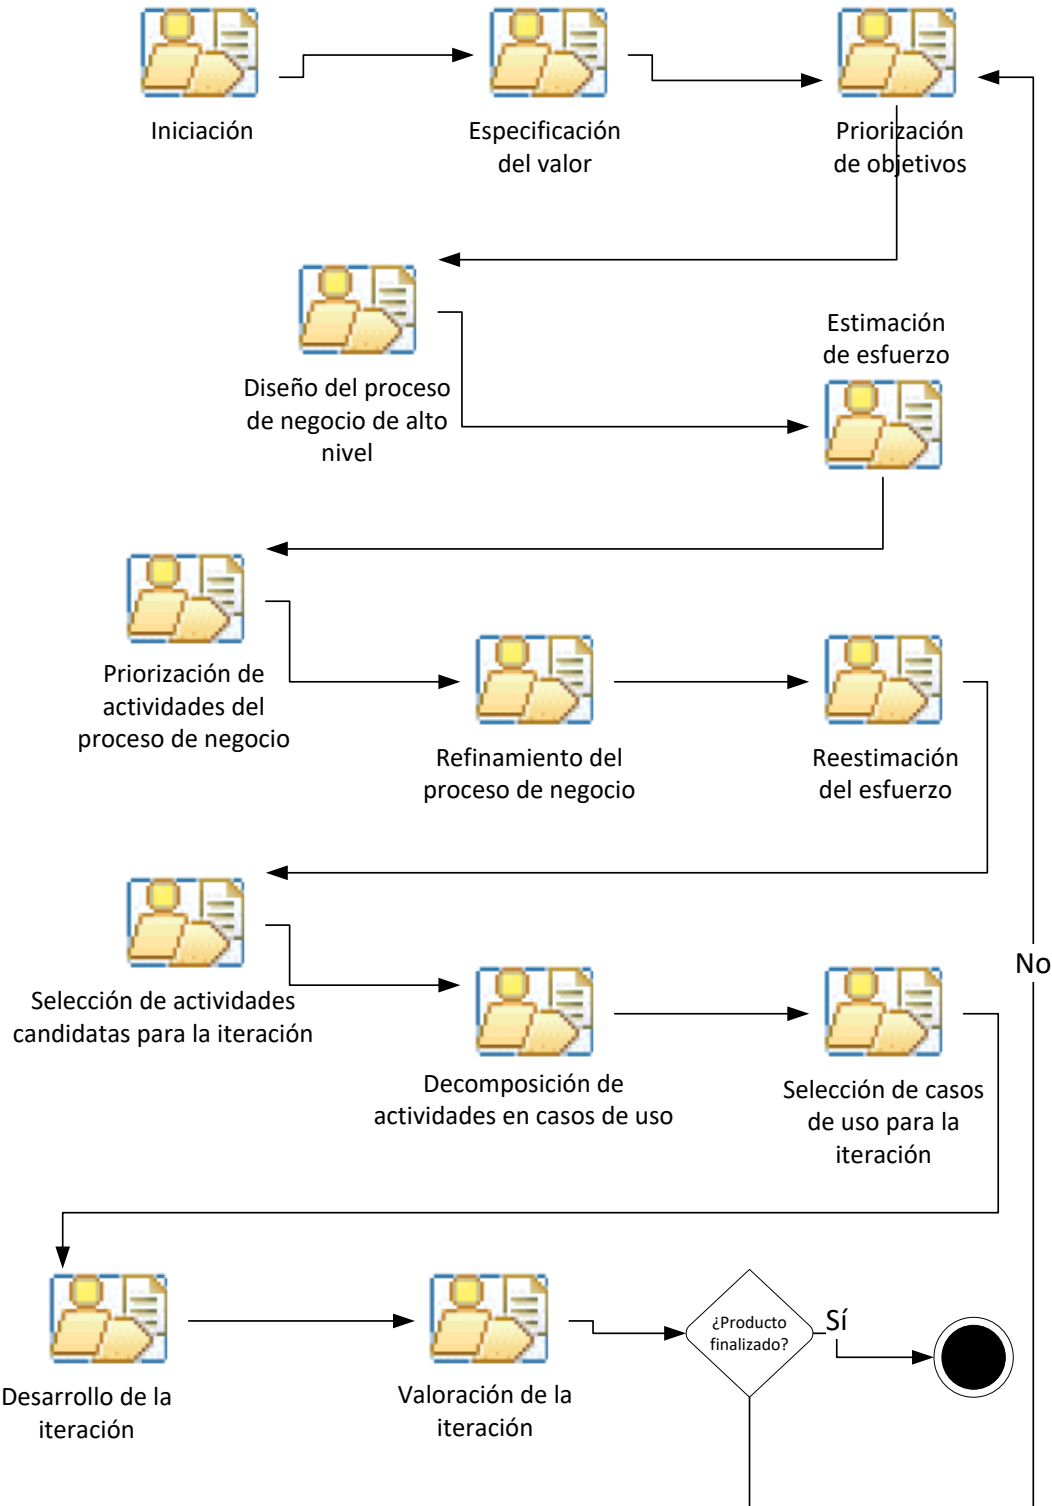 Iniciación
Especificación
del valor
Priorización
de objetivos
Estimación
de esfuerzo
Diseño del proceso
de negocio de alto
nivel
Priorización de
actividades del
proceso de negocio
Refinamiento del
proceso de negocio
Reestimación
del esfuerzo
No
Selección de actividades
candidatas para la iteración
Decomposición de
actividades en casos de uso
Selección de casos
de uso para la
iteración
Desarrollo de la
iteración
Valoración de la
iteración
¿Producto
finalizado?
Sí